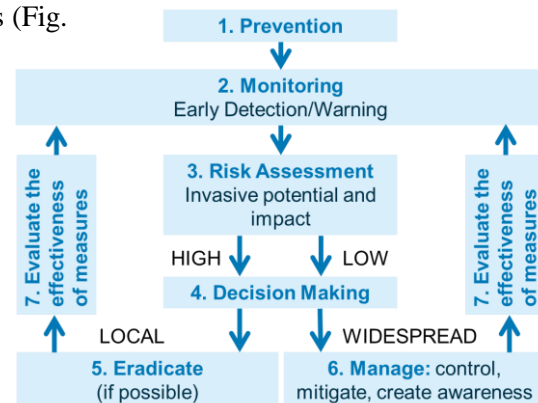 s (Fig.
1. Prevention
2. Monitoring
Early Detection/Warning
3. Risk Assessment
Invasive potential and
impact
HIGH
LOW
4. Decision Making
7. Evaluate the
effectiveness
of measures
7. Evaluate the
effectiveness
of measures
LOCAL
WIDESPREAD
5. Eradicate
(if possible)
6. Manage: control,
mitigate, create awareness